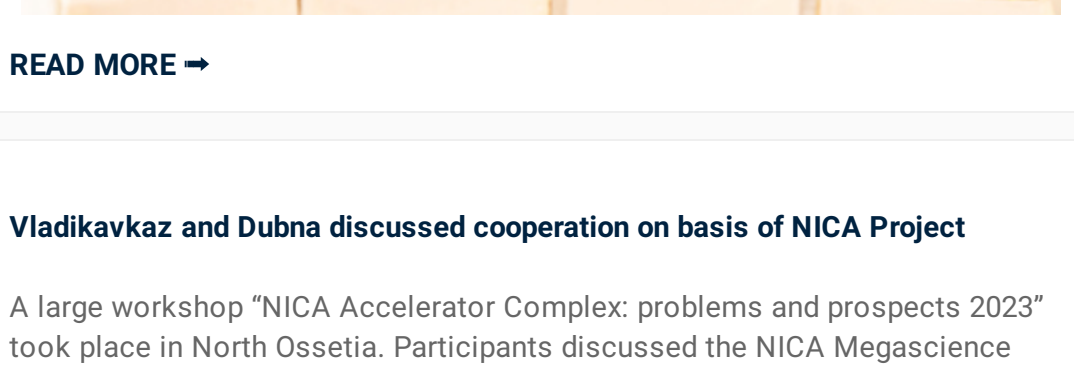 READ MORE ➞
Vladikavkaz and Dubna discussed cooperation on basis of NICA Project
A large workshop “NICA Accelerator Complex: problems and prospects 2023”
took place in North Ossetia. Participants discussed the NICA Megascience